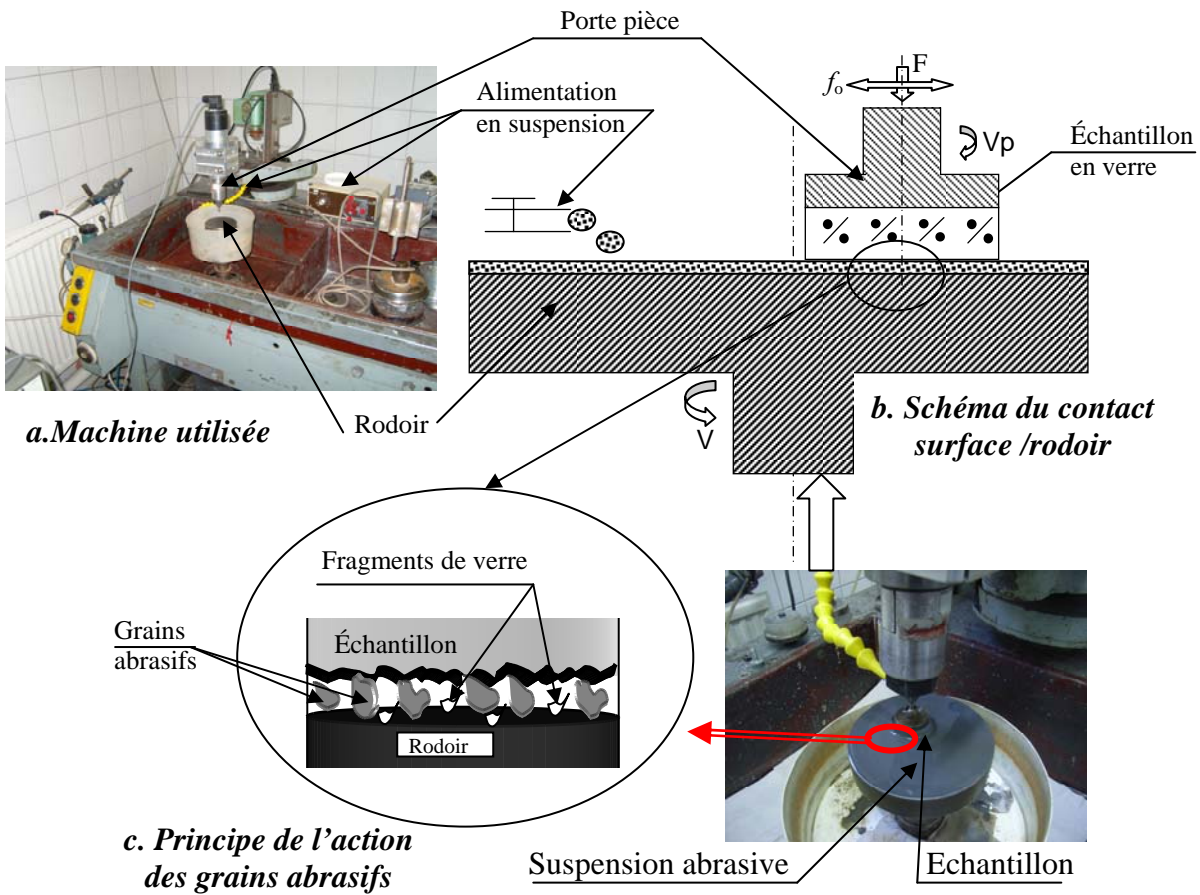 Porte pièce
Alimentation
en suspension
F
fo
Vp
Échantillon
en verre
a.Machine utilisée
Rodoir
V
b. Schéma du contact
surface /rodoir
Fragments de verre
Grains
abrasifs
Échantillon
Rodoir
c. Principe de l'action
des grains abrasifs
Suspension abrasive
Echantillon